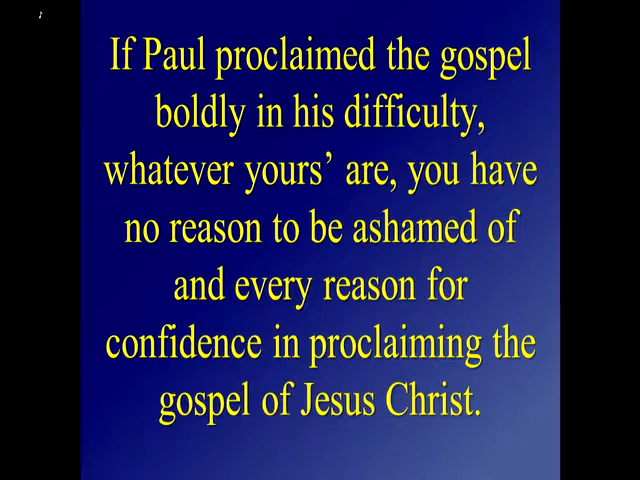 If Paul proclaimed the gospel
boldly in his difficulty,
whatever yours’ are, you have
no reason to be ashamed of
and every reason for
confidence in proclaiming the
gospel of Jesus Christ.